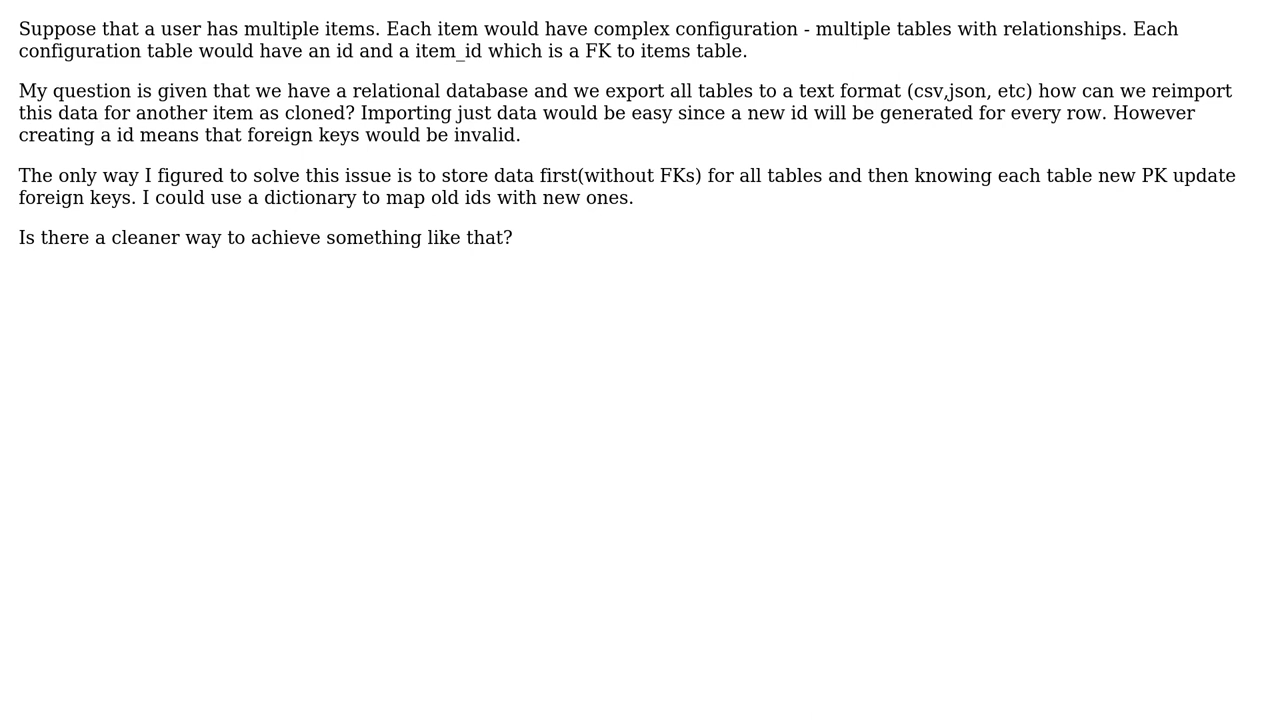 Suppose that a user has multiple items. Each item would have complex configuration - multiple tables with relationships. Each
configuration table would have an id and a item_id which is a FK to items table.
My question is given that we have a relational database and we export all tables to a text format (csv,json, etc) how can we reimport
this data for another item as cloned? Importing just data would be easy since a new id will be generated for every row. However
creating a id means that foreign keys would be invalid.
The only way I figured to solve this issue is to store data first(without FKs) for all tables and then knowing each table new PK update
foreign keys. I could use a dictionary to map old ids with new ones.
Is there a cleaner way to achieve something like that?